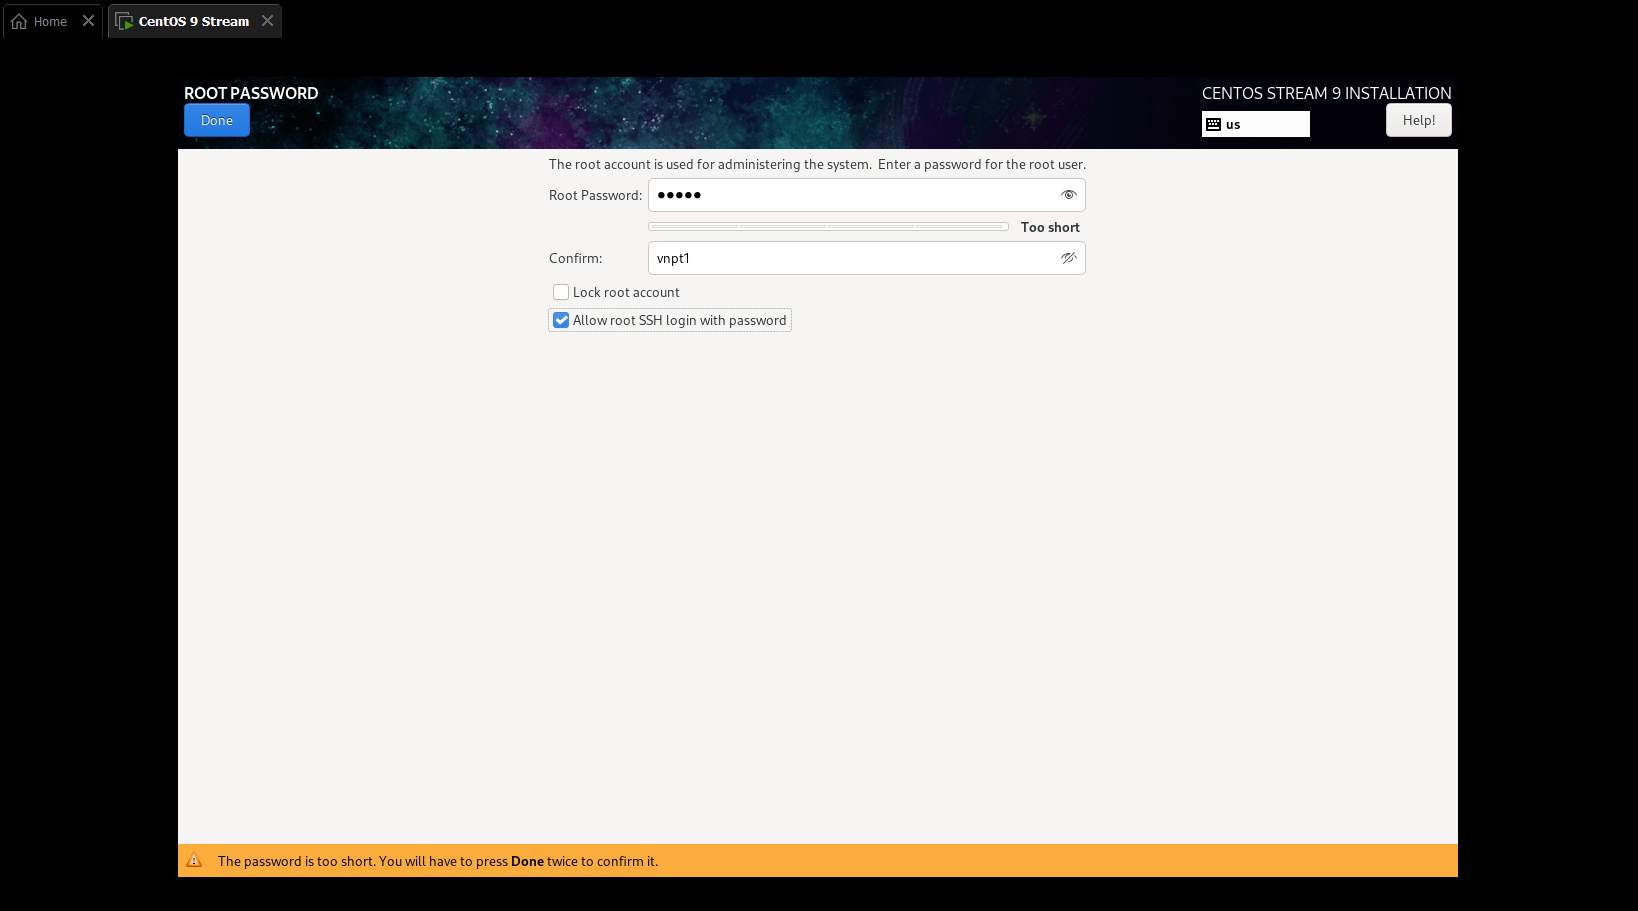 Home
CentOS 9 Stream
ROOT PASSWORD
Done
CENTOS STREAM 9 INSTALLATION
us
Help!
The root account is used for administering the system. Enter a password for the root user.
Root Password: ●●●●●
Too short
Confirm: vnpt1
Lock root account
Allow root SSH login with password
The password is too short. You will have to press Done twice to confirm it.